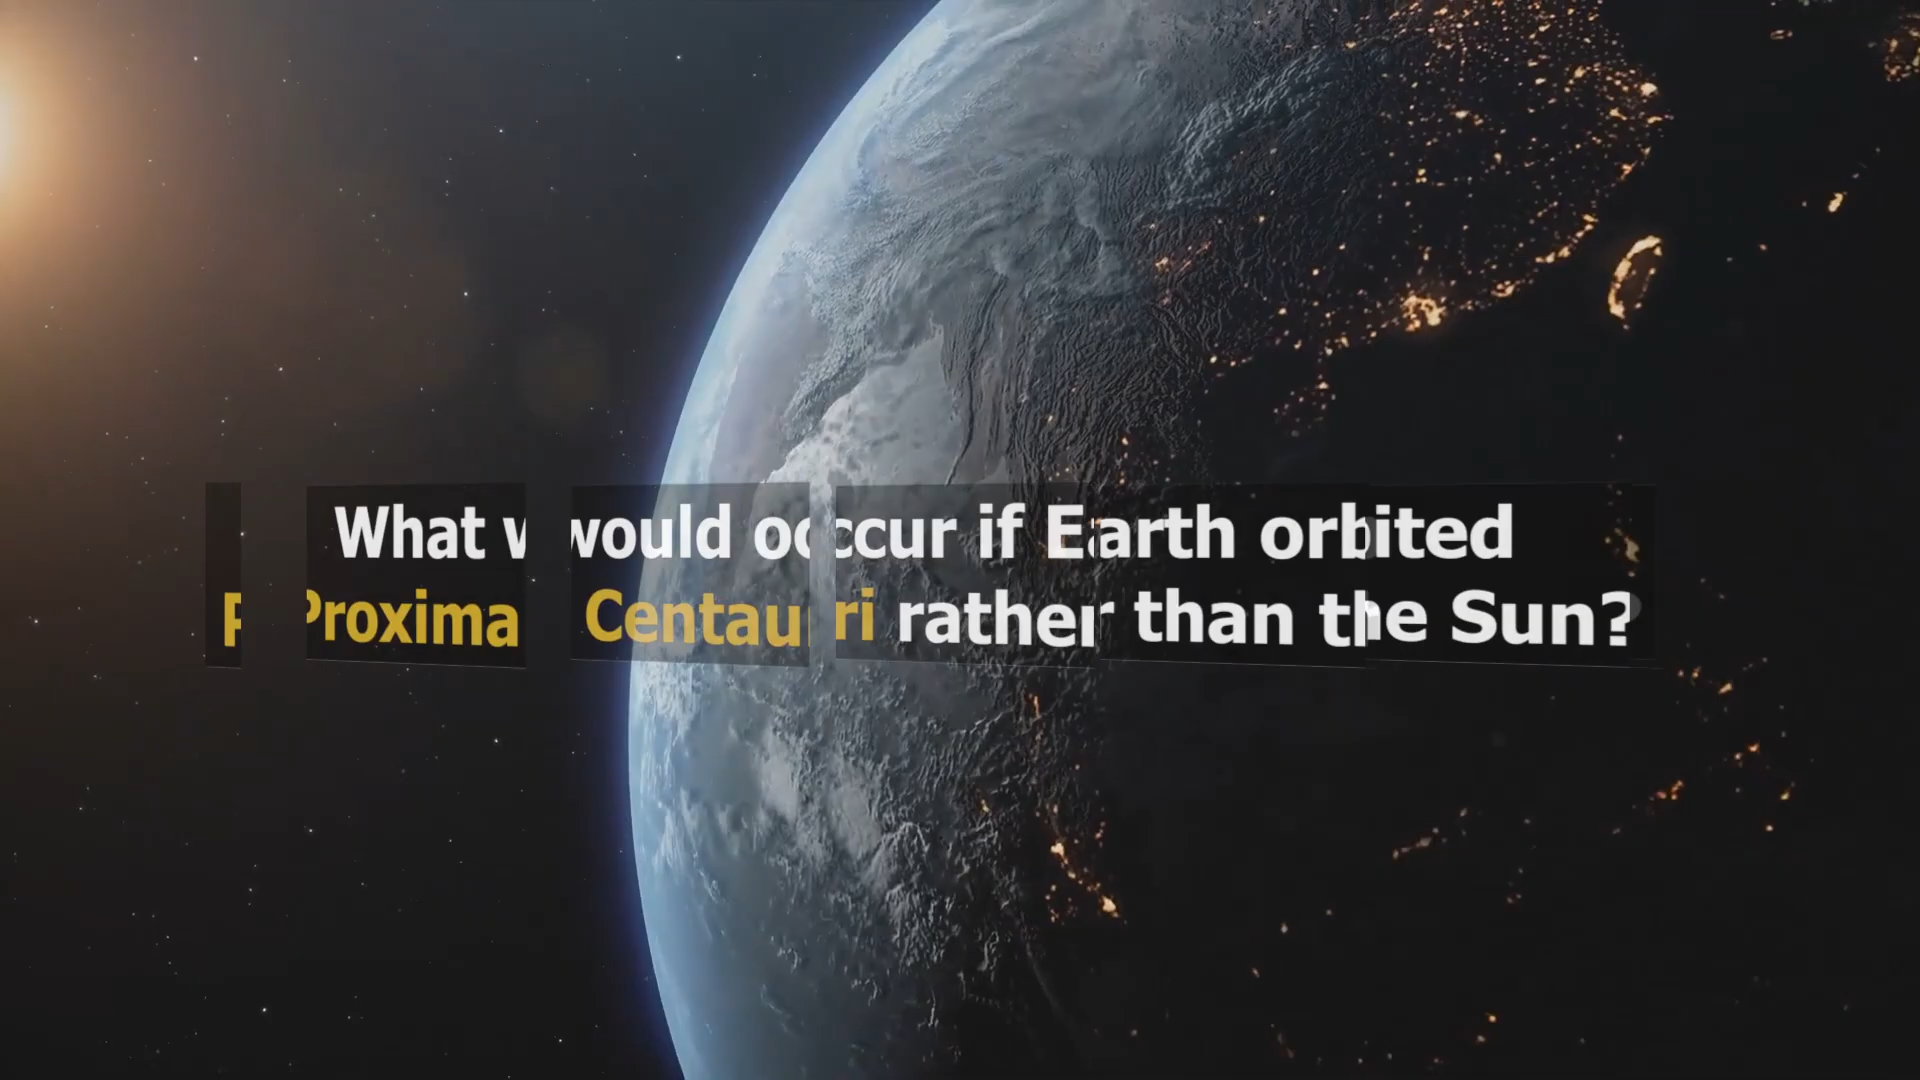 What would occur if Earth orbited
Proxima Centauri rather than the Sun?